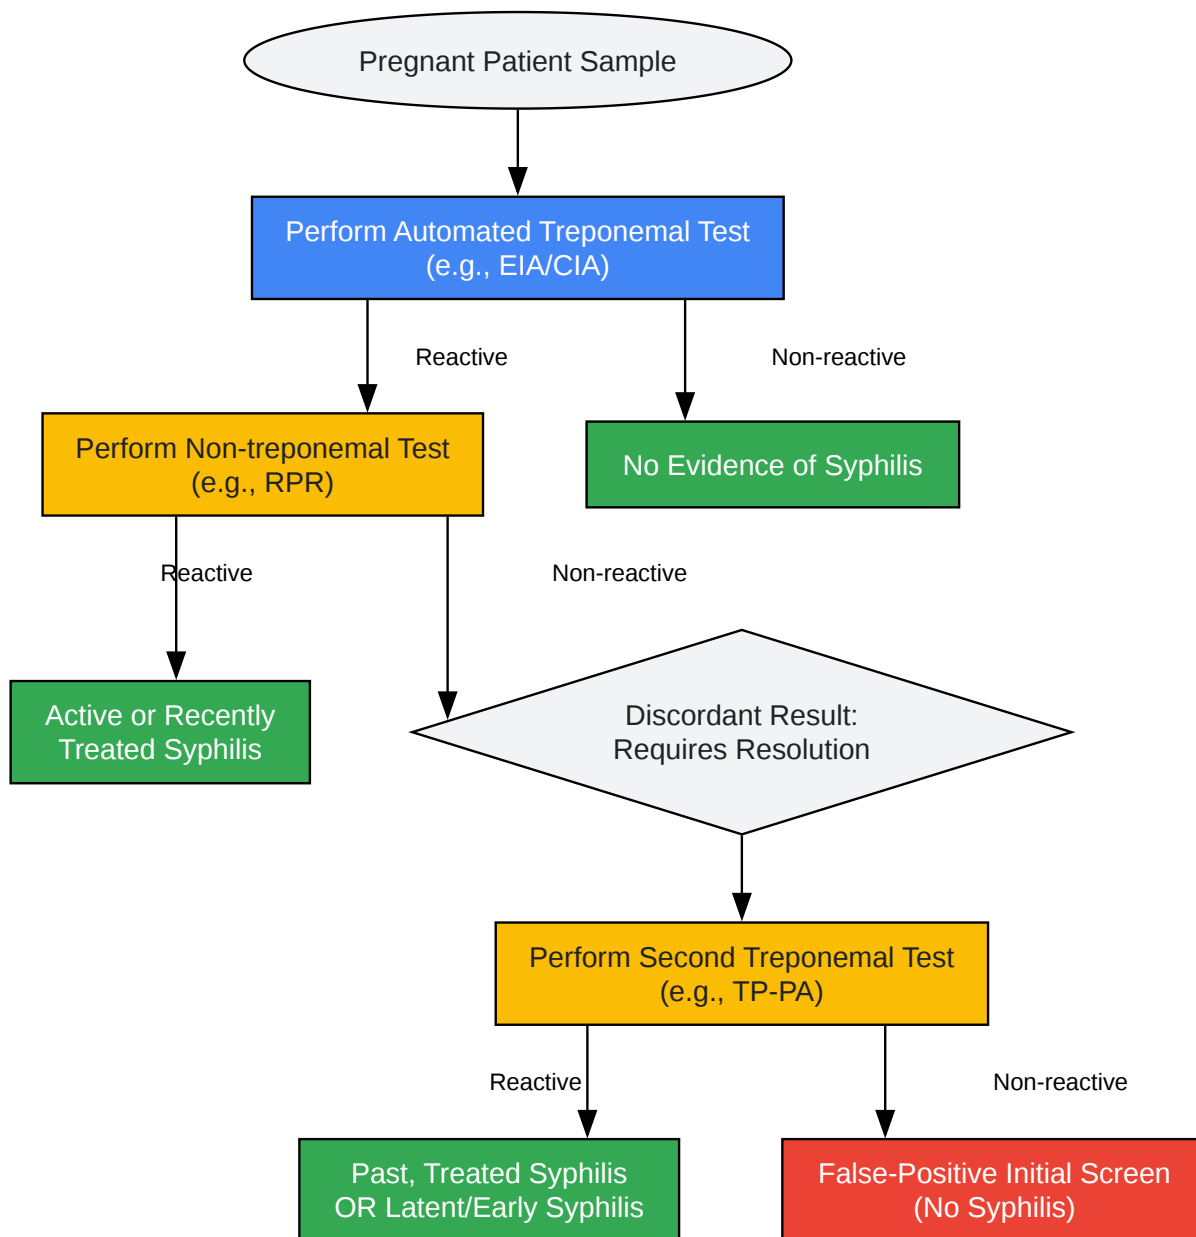 Pregnant Patient Sample
Perform Automated Treponemal Test
(e.g., EIA/CIA)
Reactive
Non-reactive
Perform Non-treponemal Test
(e.g., RPR)
No Evidence of Syphilis
Reactive
Non-reactive
Active or Recently
Treated Syphilis
Discordant Result:
Requires Resolution
Perform Second Treponemal Test
(e.g., TP-PA)
Reactive
Non-reactive
Past, Treated Syphilis
OR Latent/Early Syphilis
False-Positive Initial Screen
(No Syphilis)